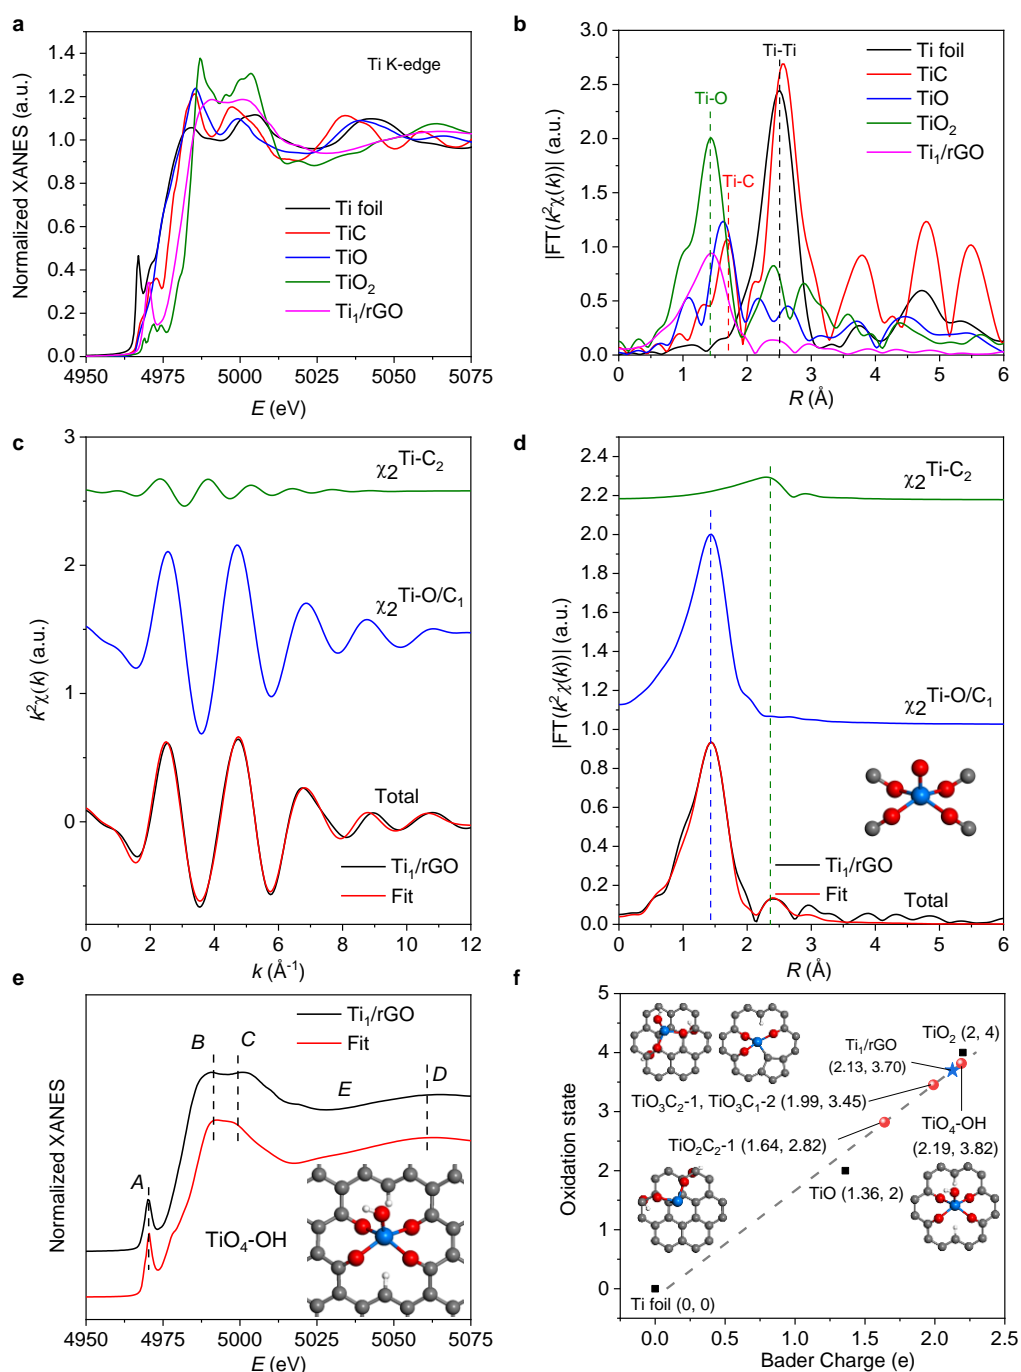 a
Normalized XANES (a.u.)
1.4
1.2
1.0
0.8
0.6
0.4
0.2
0.0
Ti K-edge
Ti foil
TiC
TiO
TiO2
Ti1/rGO
4950 4975 5000 5025 5050 5075
E (eV)
b
|FT(k²χ(k))| (a.u.)
3.0
2.5
2.0
1.5
1.0
0.5
0.0
Ti-Ti
Ti-O
Ti-C
Ti foil
TiC
TiO
TiO2
Ti1/rGO
0 1 2 3 4 5 6
R (Å)
c
k²χ(k) (a.u.)
3
2
1
0
χ2 Ti-C2
χ2 Ti-O/C1
Total
Ti1/rGO
Fit
0 2 4 6 8 10 12
k (Å-1)
d
|FT(k²χ(k))| (a.u.)
2.4
2.2
2.0
1.8
1.6
1.4
1.2
1.0
0.8
0.6
0.4
0.2
0.0
χ2 Ti-C2
χ2 Ti-O/C1
Ti1/rGO
Fit
Total
0 1 2 3 4 5 6
R (Å)
e
Normalized XANES
Ti1/rGO
Fit
A
B
C
E
D
TiO4-OH
4950 4975 5000 5025 5050 5075
E (eV)
f
Oxidation state
5
4
3
2
1
0
TiO2 (2, 4)
Ti1/rGO
(2.13, 3.70)
TiO3C2-1, TiO3C1-2 (1.99, 3.45)
TiO4-OH
(2.19, 3.82)
TiO2C2-1 (1.64, 2.82)
TiO (1.36, 2)
Ti foil (0, 0)
0.0 0.5 1.0 1.5 2.0 2.5
Bader Charge (e)